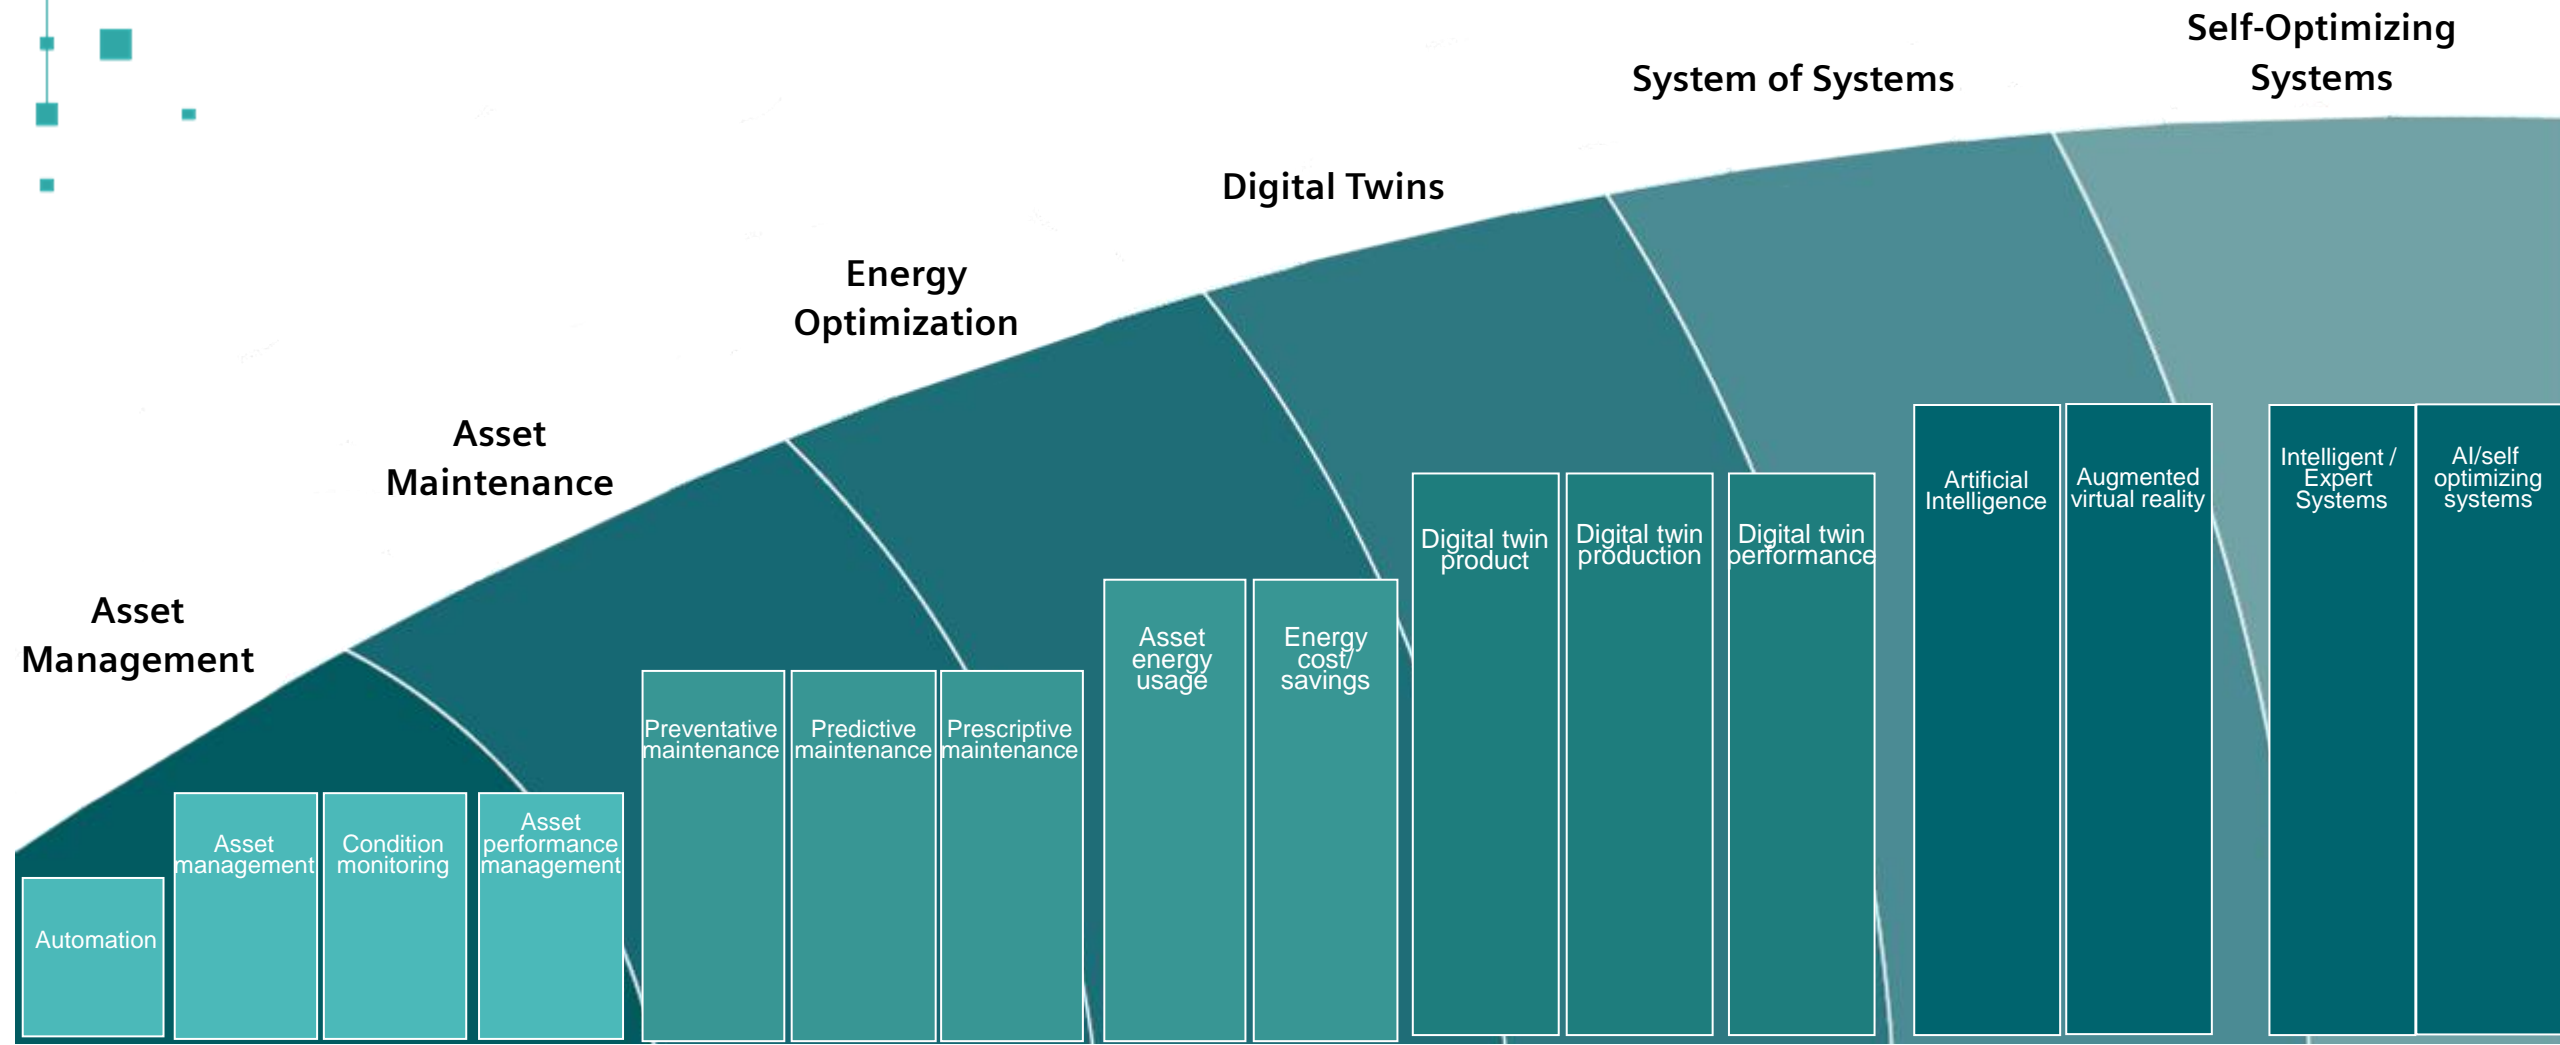 Self-Optimizing
Systems
System of Systems
Digital Twins
Energy
Optimization
Asset
Maintenance
Asset
Management
Automation
Asset
management
Condition
monitoring
Asset
performance
management
Preventative
maintenance
Predictive
maintenance
Prescriptive
maintenance
Asset
energy
usage
Energy
cost/
savings
Digital twin
product
Digital twin
production
Digital twin
performance
Artificial
Intelligence
Augmented
virtual reality
Intelligent /
Expert
Systems
AI/self
optimizing
systems